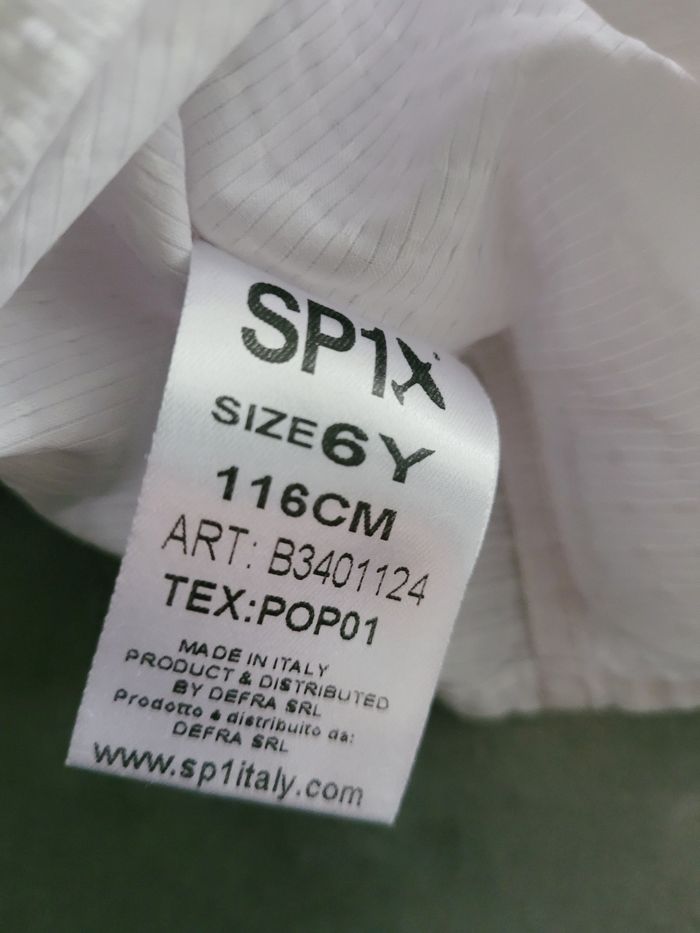 SP1
SIZE 6Y
116CM
ART: B3401124
TEX:POP01
MADE IN ITALY
PRODUCT & DISTRIBUTED
BY DEFRA SRL
Prodotto è distribuito da:
DEFRA SRL
www.sp1italy.com